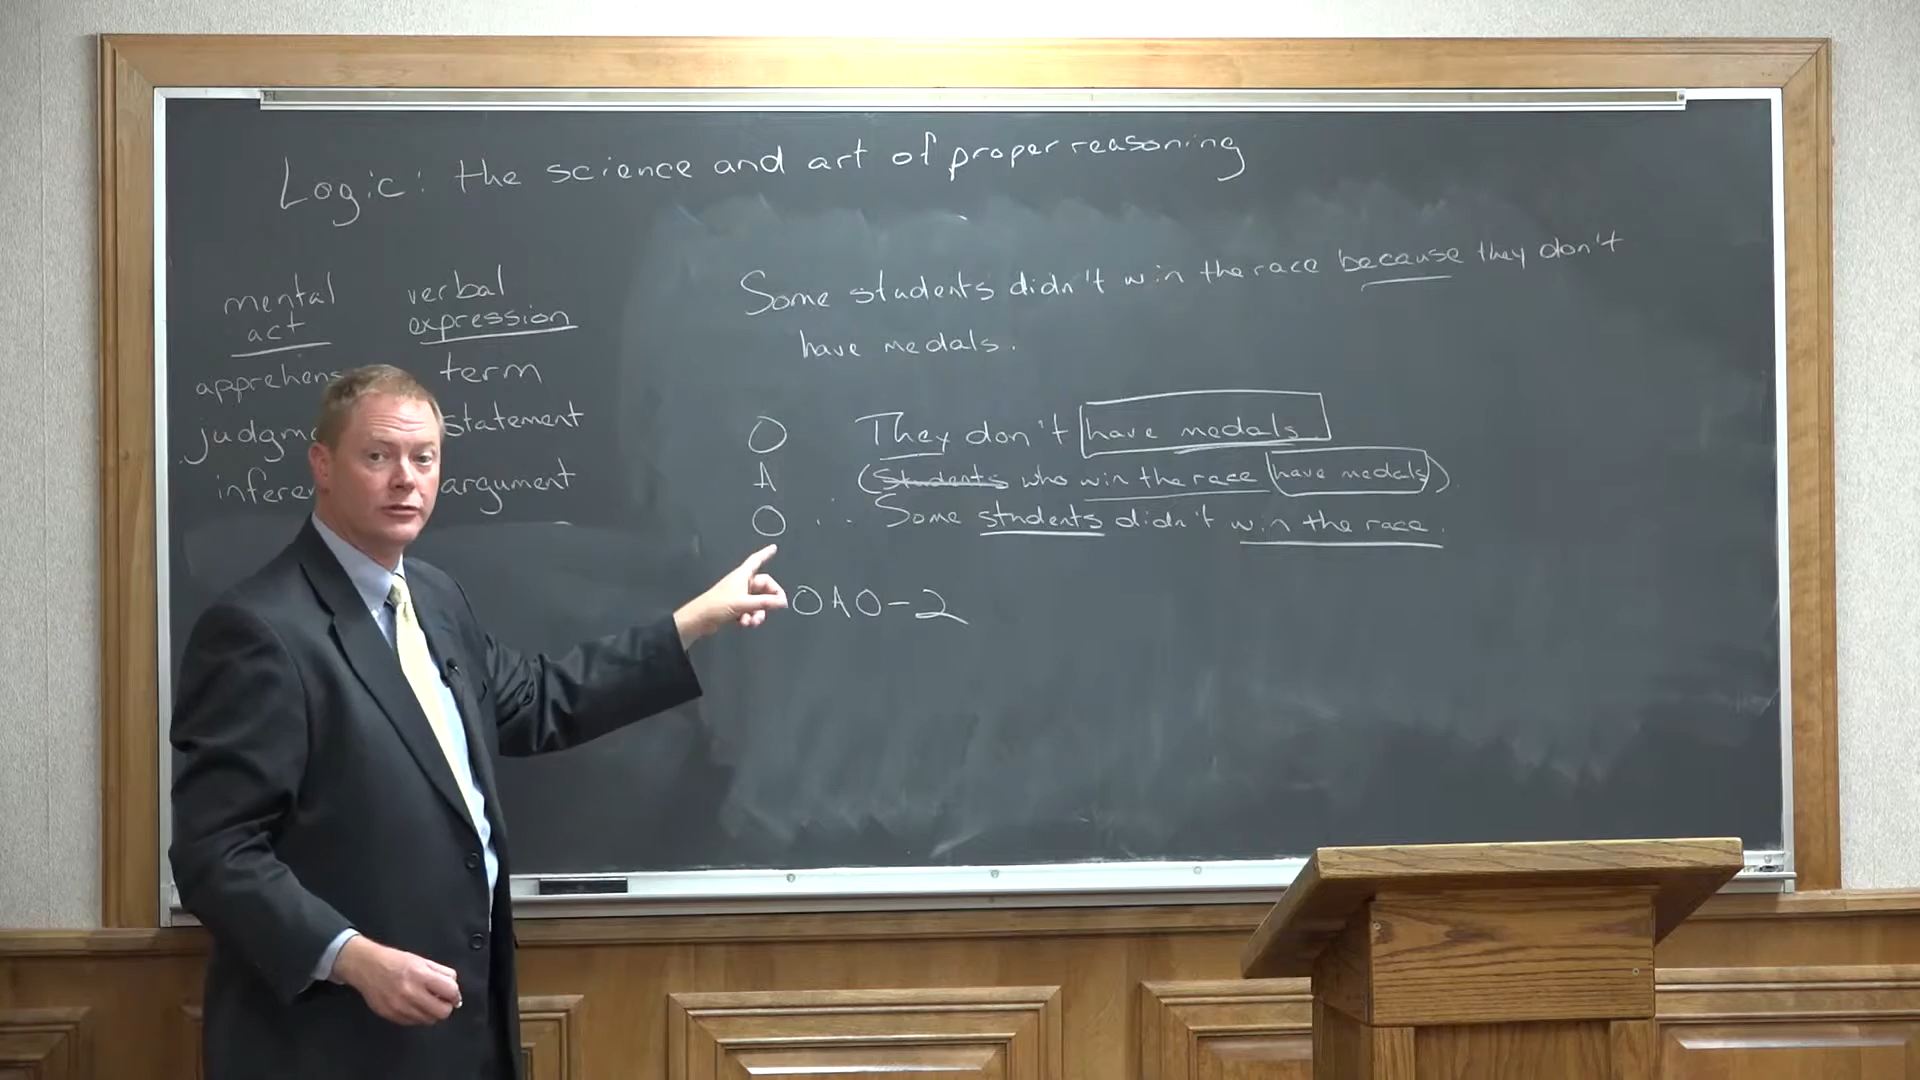 Logic: the science and art of proper reasoning
mental
act
verbal
expression
apprehens
term
judgm
statement
inferen
argument
Some students didn't win the race because they don't
have medals.
O They don't have medals
A (Students who win the race have medals).
O ∴ Some students didn't win the race.
OAO-2